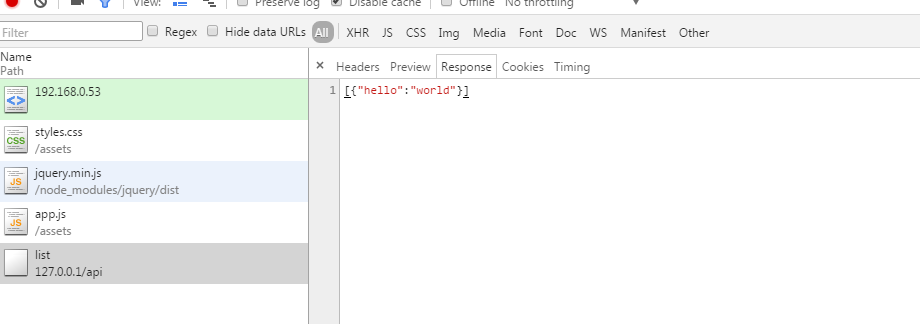 View: Preserve log Disable cache Offline No throttling
Filter Regex Hide data URLs All XHR JS CSS Img Media Font Doc WS Manifest Other
Name
Path
× Headers Preview Response Cookies Timing
1 [{"hello":"world"}]
<> 192.168.0.53
CSS styles.css
/assets
JS jquery.min.js
/node_modules/jquery/dist
JS app.js
/assets
list
127.0.0.1/api